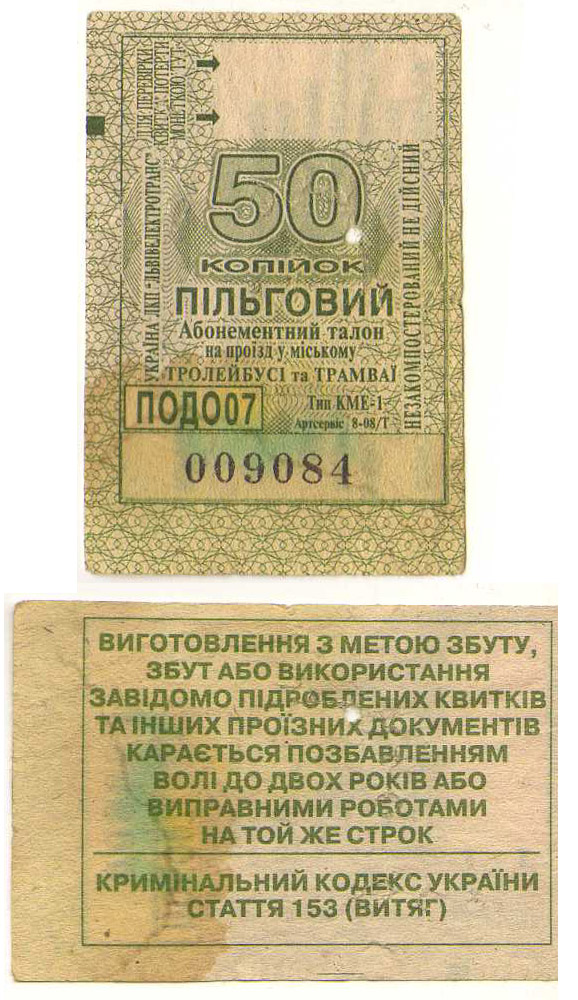 ДЛЯ ПЕРЕВІРКИ
КВИТКА ПОТЕРТИ
МОНЕТКОЮ ТУТ
50
КОПІЙОК
ПІЛЬГОВИЙ
Абонементний талон
на проїзд у міському
ТРОЛЕЙБУСІ та ТРАМВАЇ
УКРАЇНА ЛКП "ЛЬВІВЕЛЕКТРОТРАНС"
НЕЗАКОМПОСТЕРОВАНИЙ НЕ ДІЙСНИЙ
ПОДО07
Тип КМЕ-1
Артсервіс 8-08/Т
009084
ВИГОТОВЛЕННЯ З МЕТОЮ ЗБУТУ,
ЗБУТ АБО ВИКОРИСТАННЯ
ЗАВІДОМО ПІДРОБЛЕНИХ КВИТКІВ
ТА ІНШИХ ПРОЇЗНИХ ДОКУМЕНТІВ
КАРАЄТЬСЯ ПОЗБАВЛЕННЯМ
ВОЛІ ДО ДВОХ РОКІВ АБО
ВИПРАВНИМИ РОБОТАМИ
НА ТОЙ ЖЕ СТРОК
КРИМІНАЛЬНИЙ КОДЕКС УКРАЇНИ
СТАТТЯ 153 (ВИТЯГ)